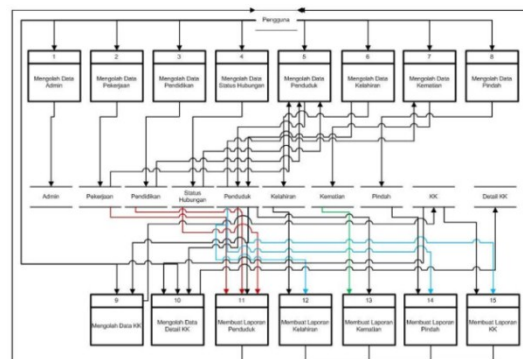 Pengguna
1
2
3
4
5
6
7
8
Mengolah Data
Admin
Mengolah Data
Pekerjaan
Mengolah Data
Pendidikan
Mengolah Data
Status Hubungan
Mengolah Data
Penduduk
Mengolah Data
Kelahiran
Mengolah Data
Kematian
Mengolah Data
Pindah
Admin
Pekerjaan
Pendidikan
Status
Hubungan
Penduduk
Kelahiran
Kematian
Pindah
KK
Detail KK
9
10
11
12
13
14
15
Mengolah Data KK
Mengolah Data
Detail KK
Membuat Laporan
Penduduk
Membuat Laporan
Kelahiran
Membuat Laporan
Kematian
Membuat Laporan
Pindah
Membuat Laporan
KK